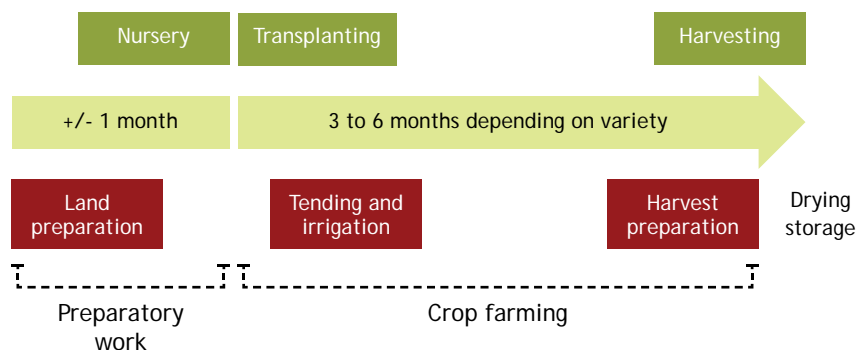 Nursery
Transplanting
Harvesting
+/- 1 month
3 to 6 months depending on variety
Land
preparation
Tending and
irrigation
Harvest
preparation
Drying
storage
Preparatory
work
Crop farming